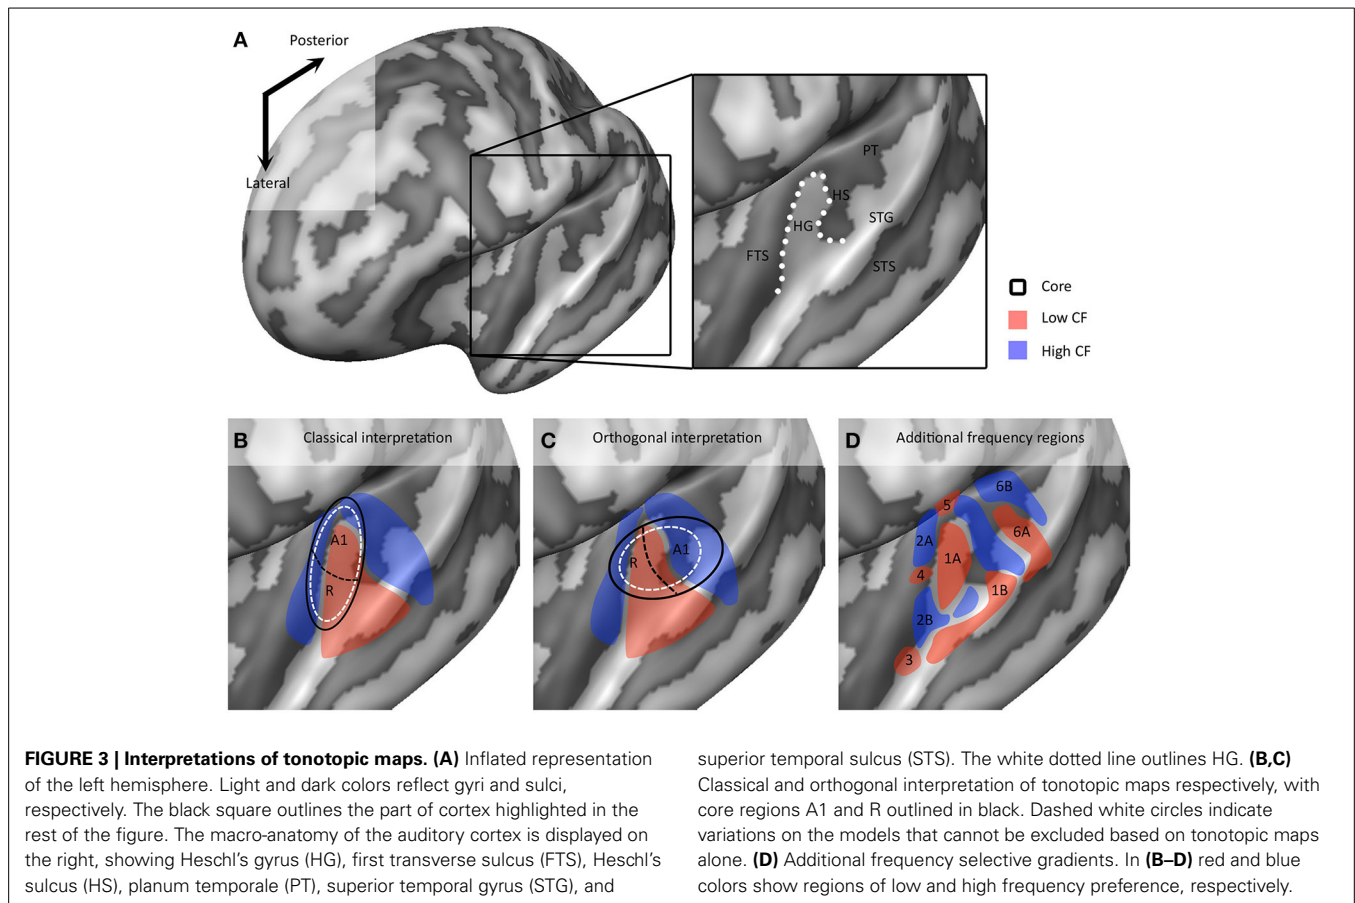 A
Posterior
Lateral
PT
HS
HG
STG
FTS
STS
Core
Low CF
High CF
B
Classical interpretation
A1
R
C
Orthogonal interpretation
A1
R
D
Additional frequency regions
6B
5
6A
2A
1A
4
1B
2B
3
FIGURE 3 | Interpretations of tonotopic maps. (A) Inflated representation
of the left hemisphere. Light and dark colors reflect gyri and sulci,
respectively. The black square outlines the part of cortex highlighted in the
rest of the figure. The macro-anatomy of the auditory cortex is displayed on
the right, showing Heschl's gyrus (HG), first transverse sulcus (FTS), Heschl's
sulcus (HS), planum temporale (PT), superior temporal gyrus (STG), and
superior temporal sulcus (STS). The white dotted line outlines HG. (B,C)
Classical and orthogonal interpretation of tonotopic maps respectively, with
core regions A1 and R outlined in black. Dashed white circles indicate
variations on the models that cannot be excluded based on tonotopic maps
alone. (D) Additional frequency selective gradients. In (B–D) red and blue
colors show regions of low and high frequency preference, respectively.